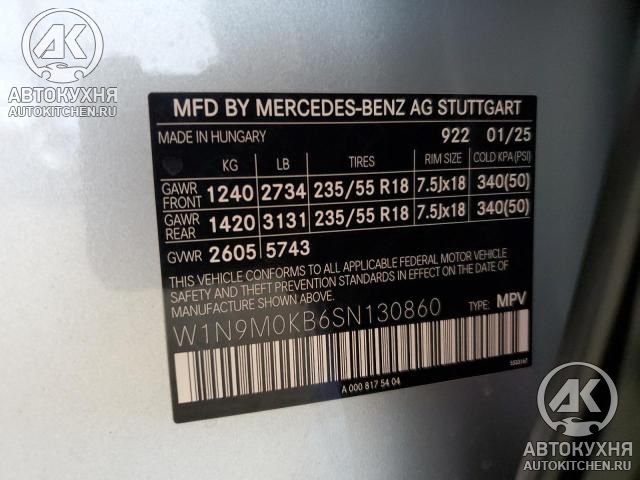 AK
АВТОКУХНЯ
AUTOKITCHEN.RU
MFD BY MERCEDES-BENZ AG STUTTGART
MADE IN HUNGARY 922 01/25
KG LB TIRES RIM SIZE COLD KPA(PSI)
GAWR FRONT 1240 2734 235/55 R18 7.5Jx18 340(50)
GAWR REAR 1420 3131 235/55 R18 7.5Jx18 340(50)
GVWR 2605 5743
THIS VEHICLE CONFORMS TO ALL APPLICABLE FEDERAL MOTOR VEHICLE
SAFETY AND THEFT PREVENTION STANDARDS IN EFFECT ON THE DATE OF
MANUFACTURE SHOWN ABOVE.
W1N9M0KB6SN130860 TYPE: MPV
A 000 817 54 04
AK
АВТОКУХНЯ
AUTOKITCHEN.RU